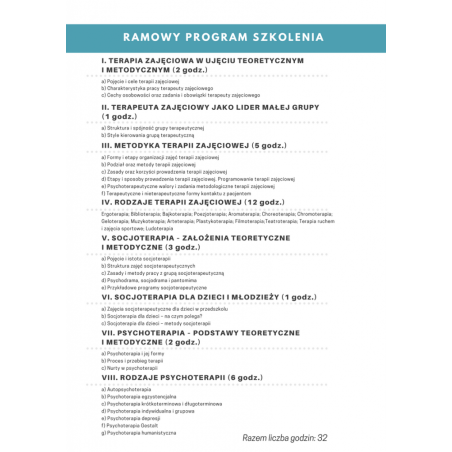 RAMOWY PROGRAM SZKOLENIA
I. TERAPIA ZAJĘCIOWA W UJĘCIU TEORETYCZNYM
I METODYCZNYM (2 godz.)
a) Pojęcie i cele terapii zajęciowej
b) Charakterystyka pracy terapeuty zajęciowego
c) Cechy osobowości oraz zadania i obowiązki terapeuty zajęciowego
II. TERAPEUTA ZAJĘCIOWY JAKO LIDER MAŁEJ GRUPY
(1 godz.)
a) Struktura i spójność grupy terapeutycznej
b) Style kierowania grupą terapeutyczną
III. METODYKA TERAPII ZAJĘCIOWEJ (5 godz.)
a) Formy i etapy organizacji zajęć terapii zajęciowej
b) Podział oraz metody terapii zajęciowej
c) Zasady oraz korzyści prowadzenia terapii zajęciowej
d) Etapy i sposoby prowadzenia terapii zajęciowej. Programowanie terapii zajęciowej
e) Psychoterapeutyczne walory i zadania metodologiczne terapii zajęciowej
f) Terapeutyczne i nieterapeutyczne formy kontaktu z pacjentem
IV. RODZAJE TERAPII ZAJĘCIOWEJ (12 godz.)
Ergoterapia; Biblioterapia; Bajkoterapia; Poezjoterapia; Aromaterapia; Choreoterapia; Chromoterapia;
Geloterapia; Muzykoterapia; Arteterapia; Plastykoterapia; Filmoterapia;Teatroterapia; Terapia ruchem
i zajęcia sportowe; Ludoterapia
V. SOCJOTERAPIA - ZAŁOŻENIA TEORETYCZNE
I METODYCZNE (3 godz.)
a) Pojęcie i istota socjoterapii
b) Struktura zajęć socjoterapeutycznych
c) Zasady i metody pracy z grupą socjoterapeutyczną
d) Psychodrama, socjodrama i pantomima
e) Przykładowe programy socjoterapeutyczne
VI. SOCJOTERAPIA DLA DZIECI I MŁODZIEŻY (1 godz.)
a) Zajęcia socjoterapeutyczne dla dzieci w przedszkolu
b) Socjoterapia dla dzieci – na czym polega?
c) Socjoterapia dla dzieci – metody socjoterapii
VII. PSYCHOTERAPIA - PODSTAWY TEORETYCZNE
I METODYCZNE (2 godz.)
a) Psychoterapia i jej formy
b) Proces i przebieg terapii
c) Nurty w psychoterapii
VIII. RODZAJE PSYCHOTERAPII (6 godz.)
a) Autopsychoterapia
b) Psychoterapia egzystencjalna
c) Psychoterapia krótkoterminowa i długoterminowa
d) Psychoterapia indywidualna i grupowa
e) Psychoterapia depresji
f) Psychoterapia Gestalt
g) Psychoterapia humanistyczna
Razem liczba godzin: 32